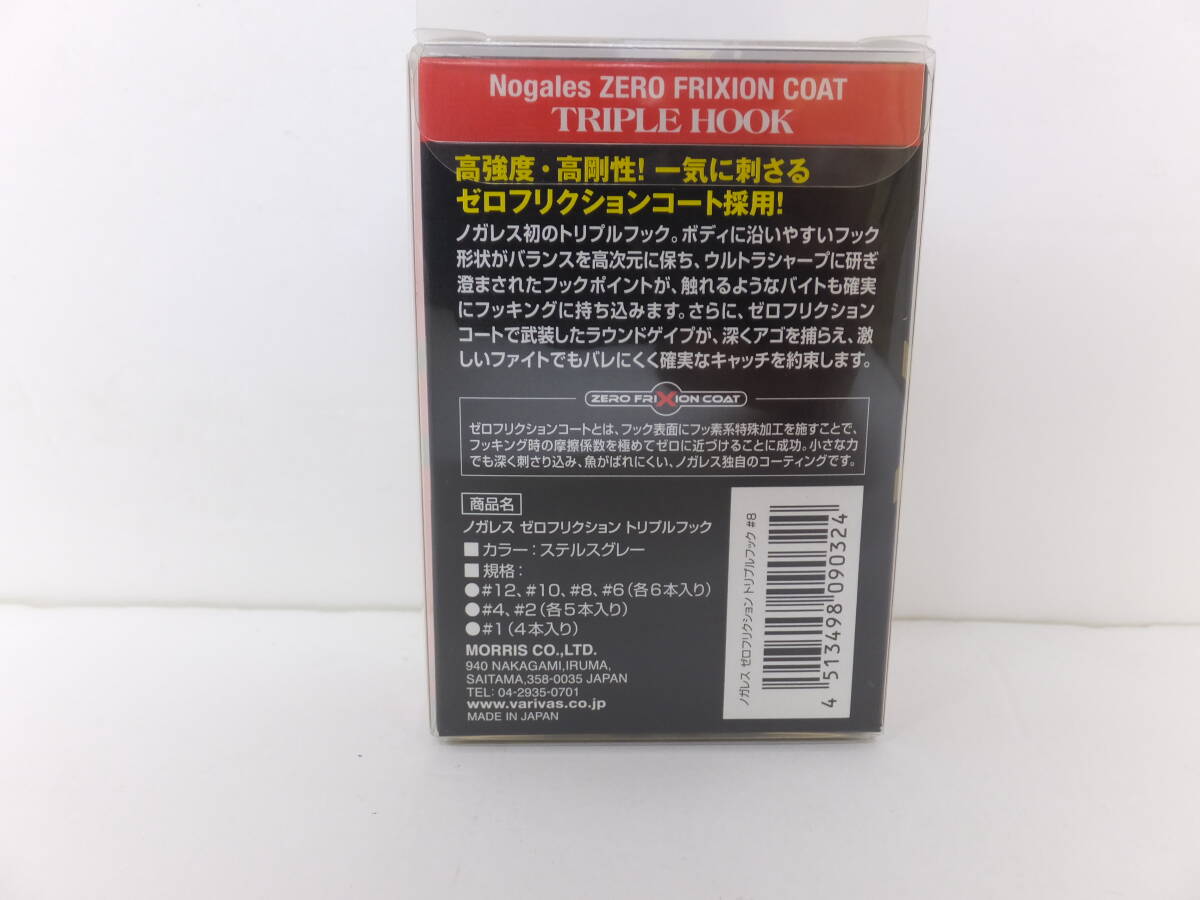 Nogales ZERO FRIXION COAT
TRIPLE HOOK
高強度・高剛性！一気に刺さる
ゼロフリクションコート採用！
ノガレス初のトリプルフック。ボディに沿いやすいフック
形状がバランスを高次元に保ち、ウルトラシャープに研ぎ
澄まされたフックポイントが、触れるようなバイトも確実
にフッキングに持ち込みます。さらに、ゼロフリクション
コートで武装したラウンドゲイプが、深くアゴを捕らえ、激
しいファイトでもバレにくく確実なキャッチを約束します。
ZERO FRIXION COAT
ゼロフリクションコートとは、フック表面にフッ素系特殊加工を施すことで、
フッキング時の摩擦係数を極めてゼロに近づけることに成功。小さな力
でも深く刺さり込み、魚がばれにくい、ノガレス独自のコーティングです。
商品名
ノガレス ゼロフリクション トリプルフック
■カラー：ステルスグレー
■規格：
●#12、#10、#8、#6（各6本入り）
●#4、#2（各5本入り）
●#1（4本入り）
MORRIS CO.,LTD.
940 NAKAGAMI,IRUMA,
SAITAMA,358-0035 JAPAN
TEL: 04-2935-0701
www.varivas.co.jp
MADE IN JAPAN
ノガレス ゼロフリクション トリプルフック #8
4 513498 090324